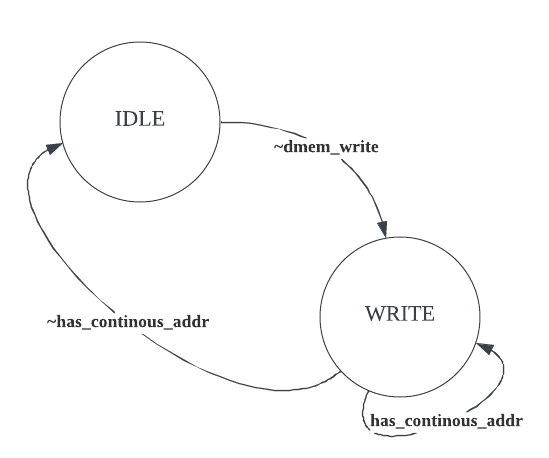 IDLE
~dmem_write
WRITE
~has_continous_addr
has_continous_addr